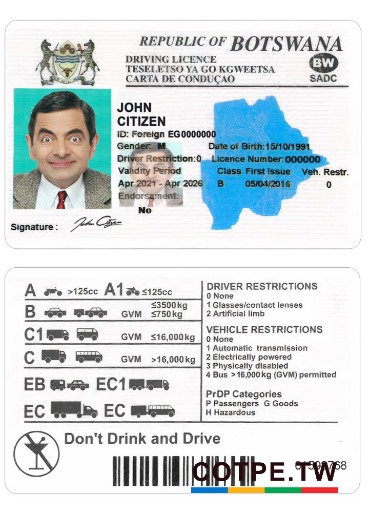 REPUBLIC OF BOTSWANA
DRIVING LICENCE
TESELETSO YA GO KGWEETSA
CARTA DE CONDUÇAO
BW
SADC
JOHN
CITIZEN
ID: Foreign EG0000000
Gender: M Date of Birth:15/10/1991
Driver Restriction:0 Licence Number:000000
Validity Period Class First Issue Veh. Restr.
Apr 2021 - Apr 2026 B 05/04/2016 0
Endorsement:
No
Signature :
A >125cc A1 ≤125cc
B GVM ≤3500kg ≤750kg
C1 GVM ≤16,000kg
C GVM >16,000kg
EB EC1
EC EC
DRIVER RESTRICTIONS
0 None
1 Glasses/contact lenses
2 Artificial limb
VEHICLE RESTRICTIONS
0 None
1 Automatic transmission
2 Electrically powered
3 Physically disabled
4 Bus >16,000kg (GVM) permitted
PrDP Categories
P Passengers G Goods
H Hazardous
Don't Drink and Drive
COTPE.TW